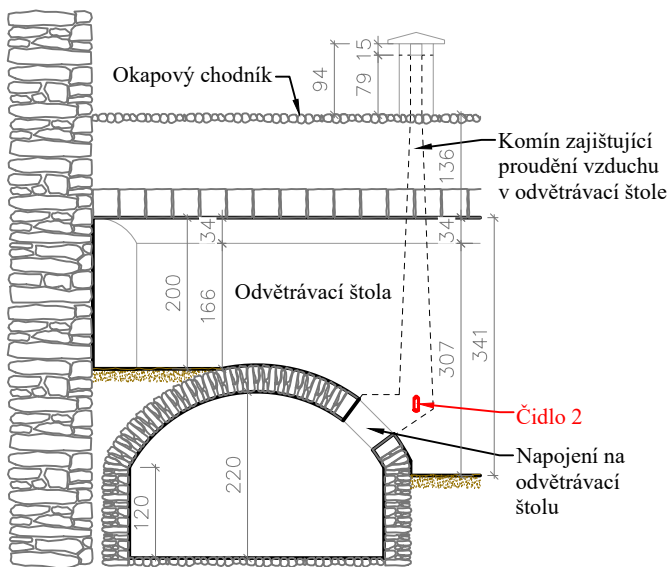 94
15
79
Okapový chodník
Komín zajištující
proudění vzduchu
v odvětrávací štole
136
34
34
200
166
Odvětrávací štola
307
341
Čidlo 2
Napojení na
odvětrávací
štolu
120
220